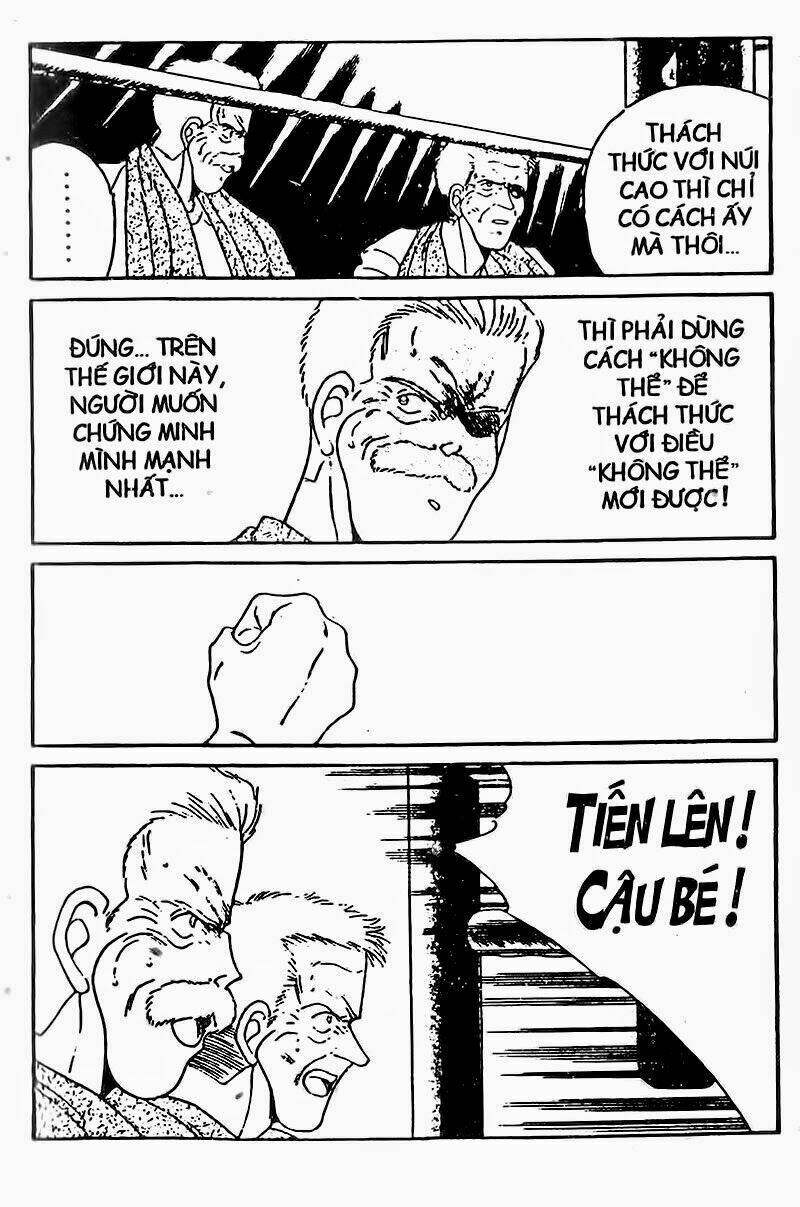 THÁCH
THỨC VỚI NÚI
CAO THÌ CHỈ
CÓ CÁCH ẤY
MÀ THÔI...
.......
ĐÚNG... TRÊN
THẾ GIỚI NÀY,
NGƯỜI MUỐN
CHỨNG MINH
MÌNH MẠNH
NHẤT...
THÌ PHẢI DÙNG
CÁCH “KHÔNG
THỂ” ĐỂ
THÁCH THỨC
VỚI ĐIỀU
“KHÔNG THỂ”
MỚI ĐƯỢC!
TIẾN LÊN!
CẬU BÉ!